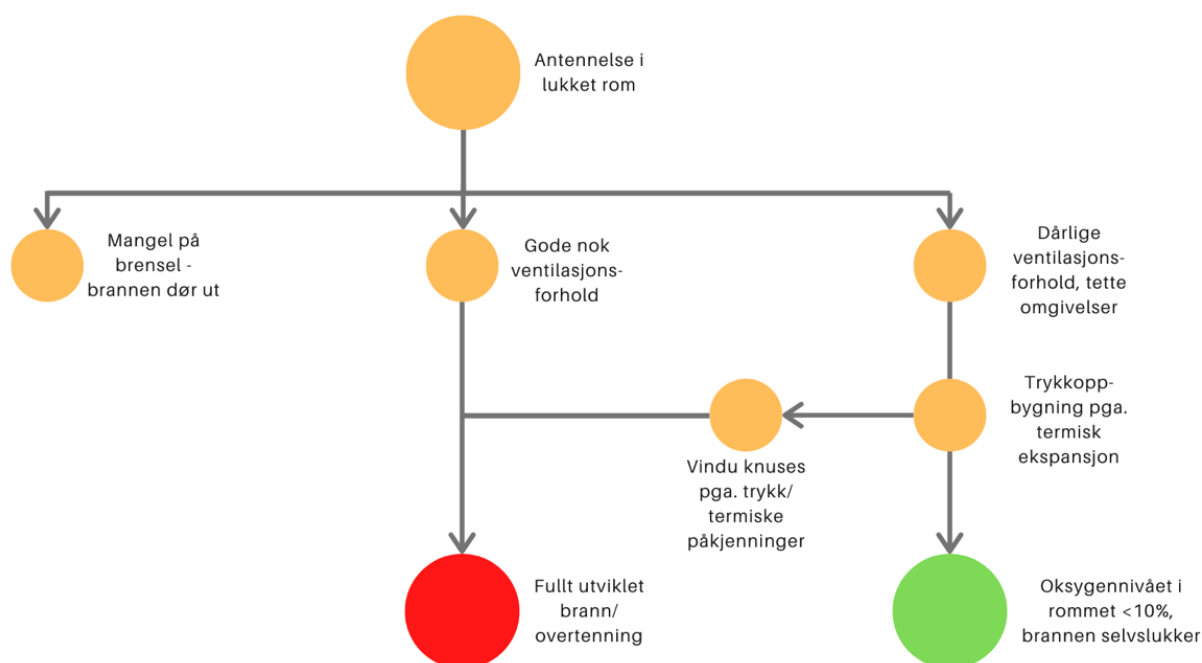 Antennelse i
lukket rom
Mangel på
brensel -
brannen dør ut
Gode nok
ventilasjons-
forhold
Dårlige
ventilasjons-
forhold, tette
omgivelser
Vindu knuses
pga. trykk/
termiske
påkjenninger
Trykkopp-
bygning pga.
termisk
ekspansjon
Fullt utviklet
brann/
overtenning
Oksygennivået i
rommet <10%,
brannen selvslukker